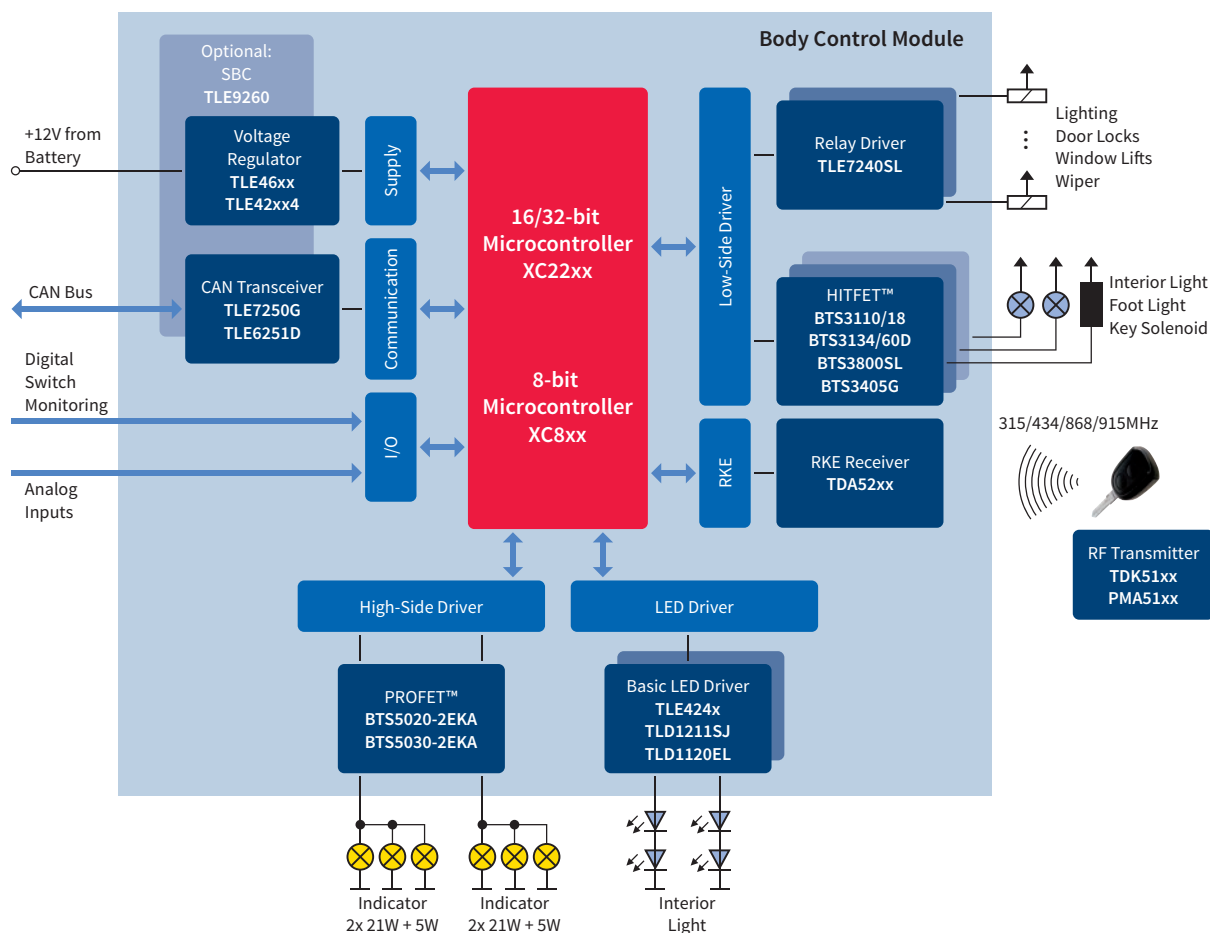 Body Control Module
Optional:
SBC
TLE9260
+12V from
Battery
Voltage
Regulator
TLE46xx
TLE42xx4
Supply
CAN Bus
CAN Transceiver
TLE7250G
TLE6251D
Communication
Digital
Switch
Monitoring
Analog
Inputs
I/O
16/32-bit
Microcontroller
XC22xx
8-bit
Microcontroller
XC8xx
Low-Side Driver
Relay Driver
TLE7240SL
Lighting
Door Locks
Window Lifts
Wiper
HITFET™
BTS3110/18
BTS3134/60D
BTS3800SL
BTS3405G
Interior Light
Foot Light
Key Solenoid
RKE
RKE Receiver
TDA52xx
315/434/868/915MHz
RF Transmitter
TDK51xx
PMA51xx
High-Side Driver
LED Driver
PROFET™
BTS5020-2EKA
BTS5030-2EKA
Basic LED Driver
TLE424x
TLD1211SJ
TLD1120EL
Indicator
2x 21W + 5W
Indicator
2x 21W + 5W
Interior
Light